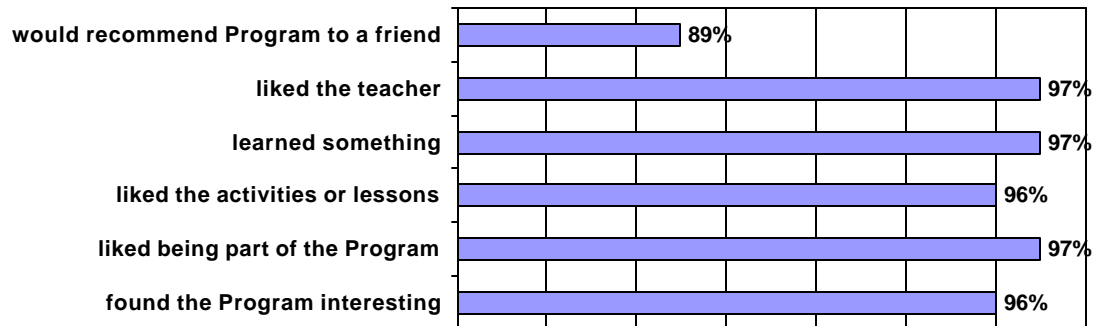 would recommend Program to a friend 89%
liked the teacher 97%
learned something 97%
liked the activities or lessons 96%
liked being part of the Program 97%
found the Program interesting 96%